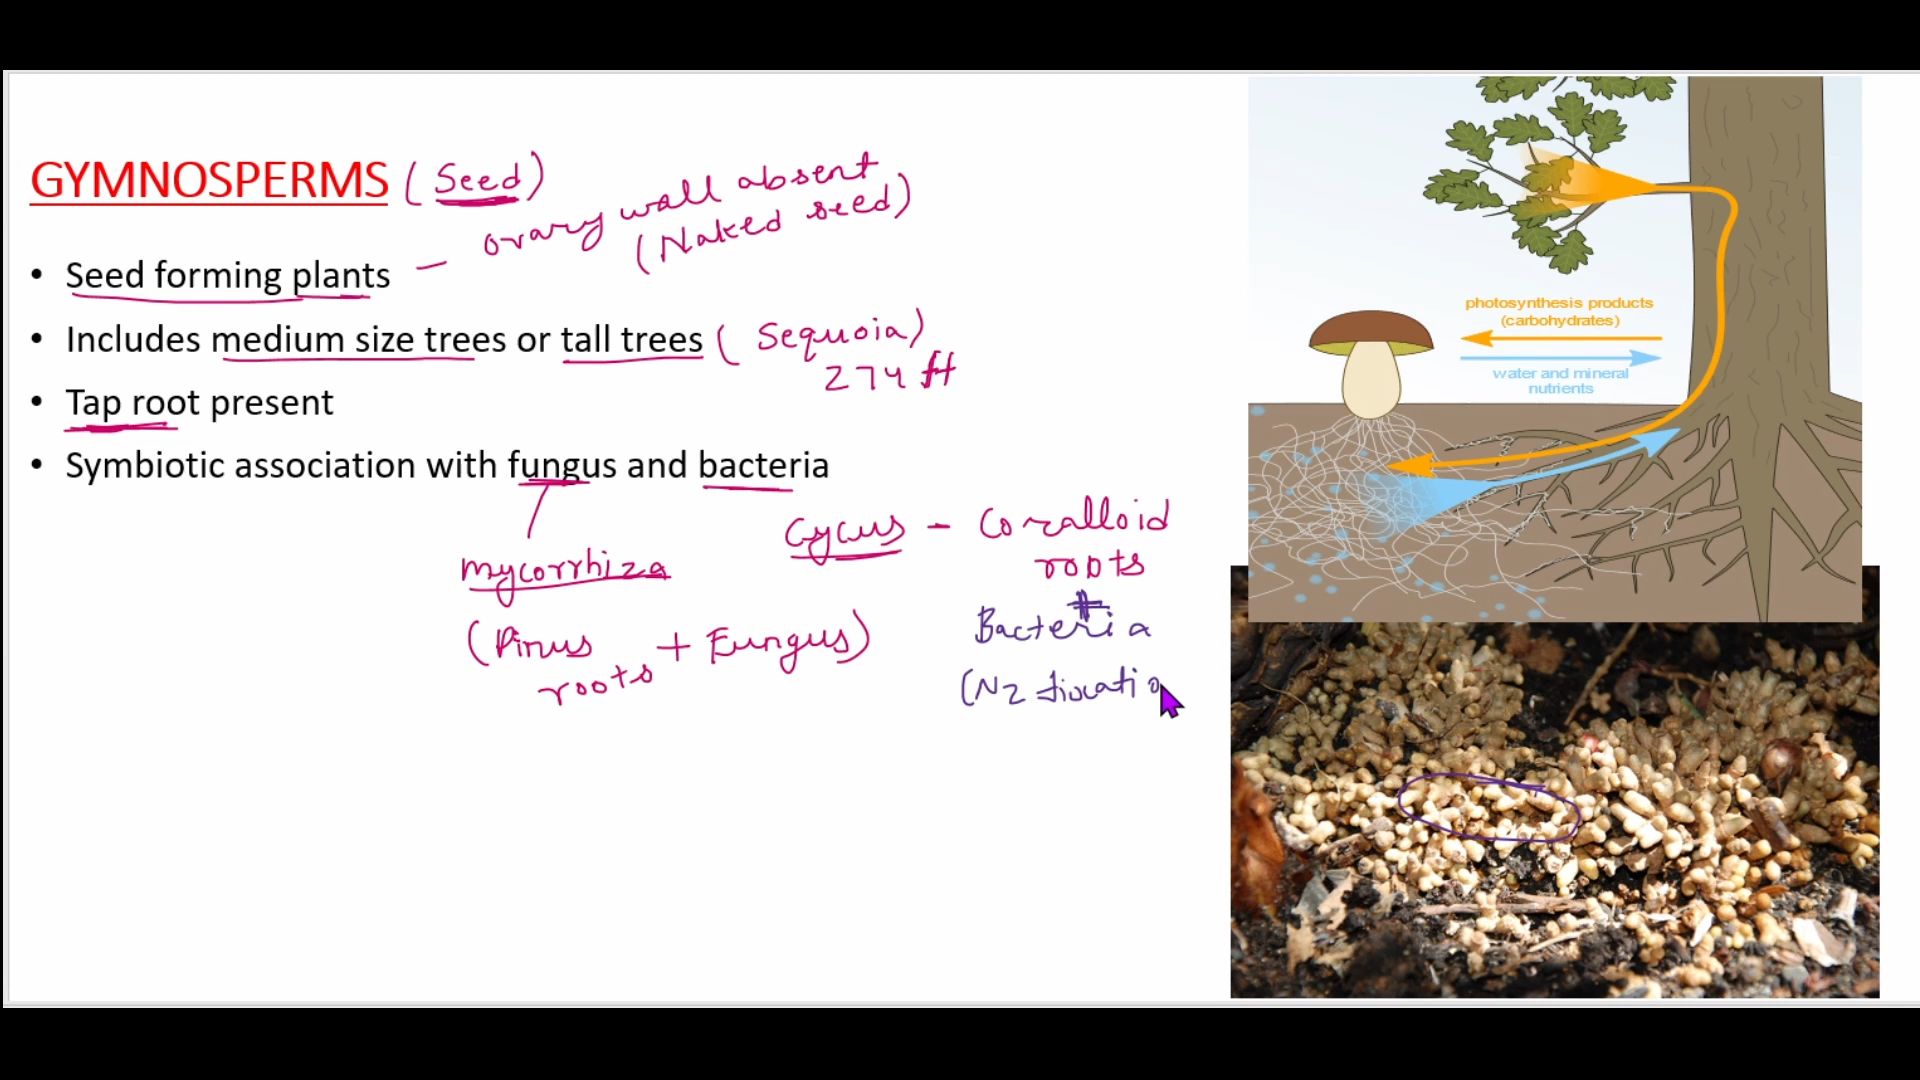 GYMNOSPERMS (Seed)
• Seed forming plants – ovary wall absent
(Naked seed)
• Includes medium size trees or tall trees (Sequoia)
274 ft
• Tap root present
• Symbiotic association with fungus and bacteria
mycorrhiza
(Pinus roots + Fungus)
Cycus – Coralloid
roots
+
Bacteria
(N2
photosynthesis products
(carbohydrates)
water and mineral
nutrients